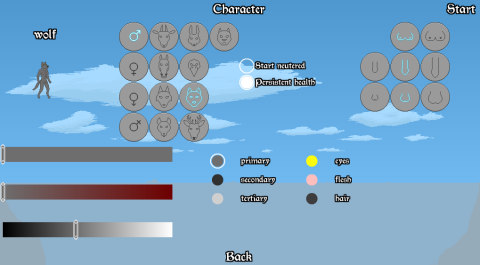 Character
Start
wolf
Start neutered
Persistent health
primary
eyes
secondary
flesh
tertiary
hair
Back